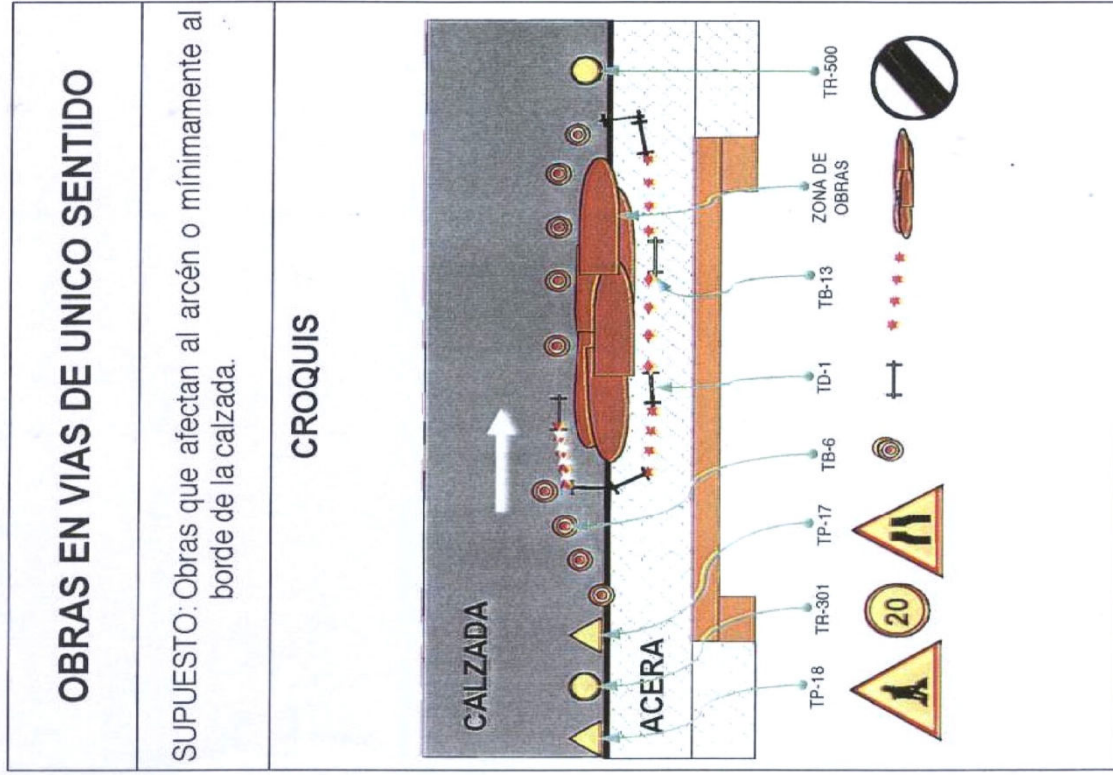 OBRAS EN VIAS DE UNICO SENTIDO
SUPUESTO: Obras que afectan al arcén o mínimamente al
borde de la calzada.
CROQUIS
CALZADA
ACERA
TP-18
TR-301
TP-17
TB-6
TD-1
TB-13
ZONA DE
OBRAS
TR-500
20